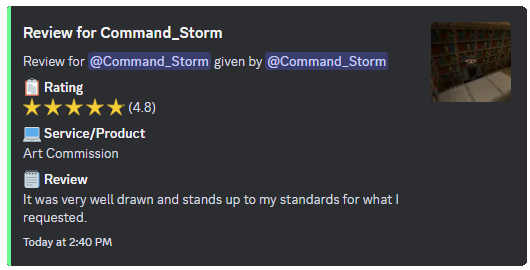 Review for Command_Storm
Review for @Command_Storm given by @Command_Storm
Rating
(4.8)
Service/Product
Art Commission
Review
It was very well drawn and stands up to my standards for what I
requested.
Today at 2:40 PM